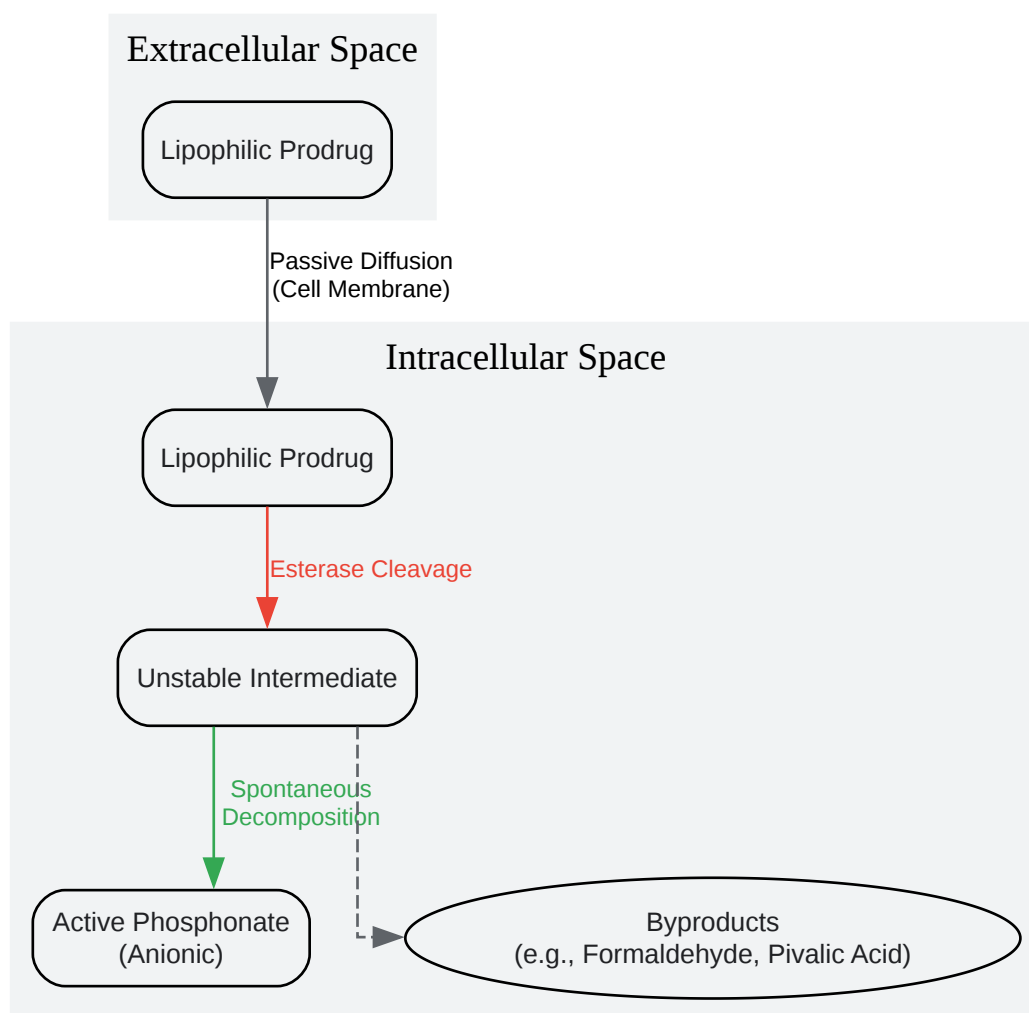 Extracellular Space
Lipophilic Prodrug
Passive Diffusion
(Cell Membrane)
Intracellular Space
Lipophilic Prodrug
Esterase Cleavage
Unstable Intermediate
Spontaneous
Decomposition
Active Phosphonate
(Anionic)
Byproducts
(e.g., Formaldehyde, Pivalic Acid)